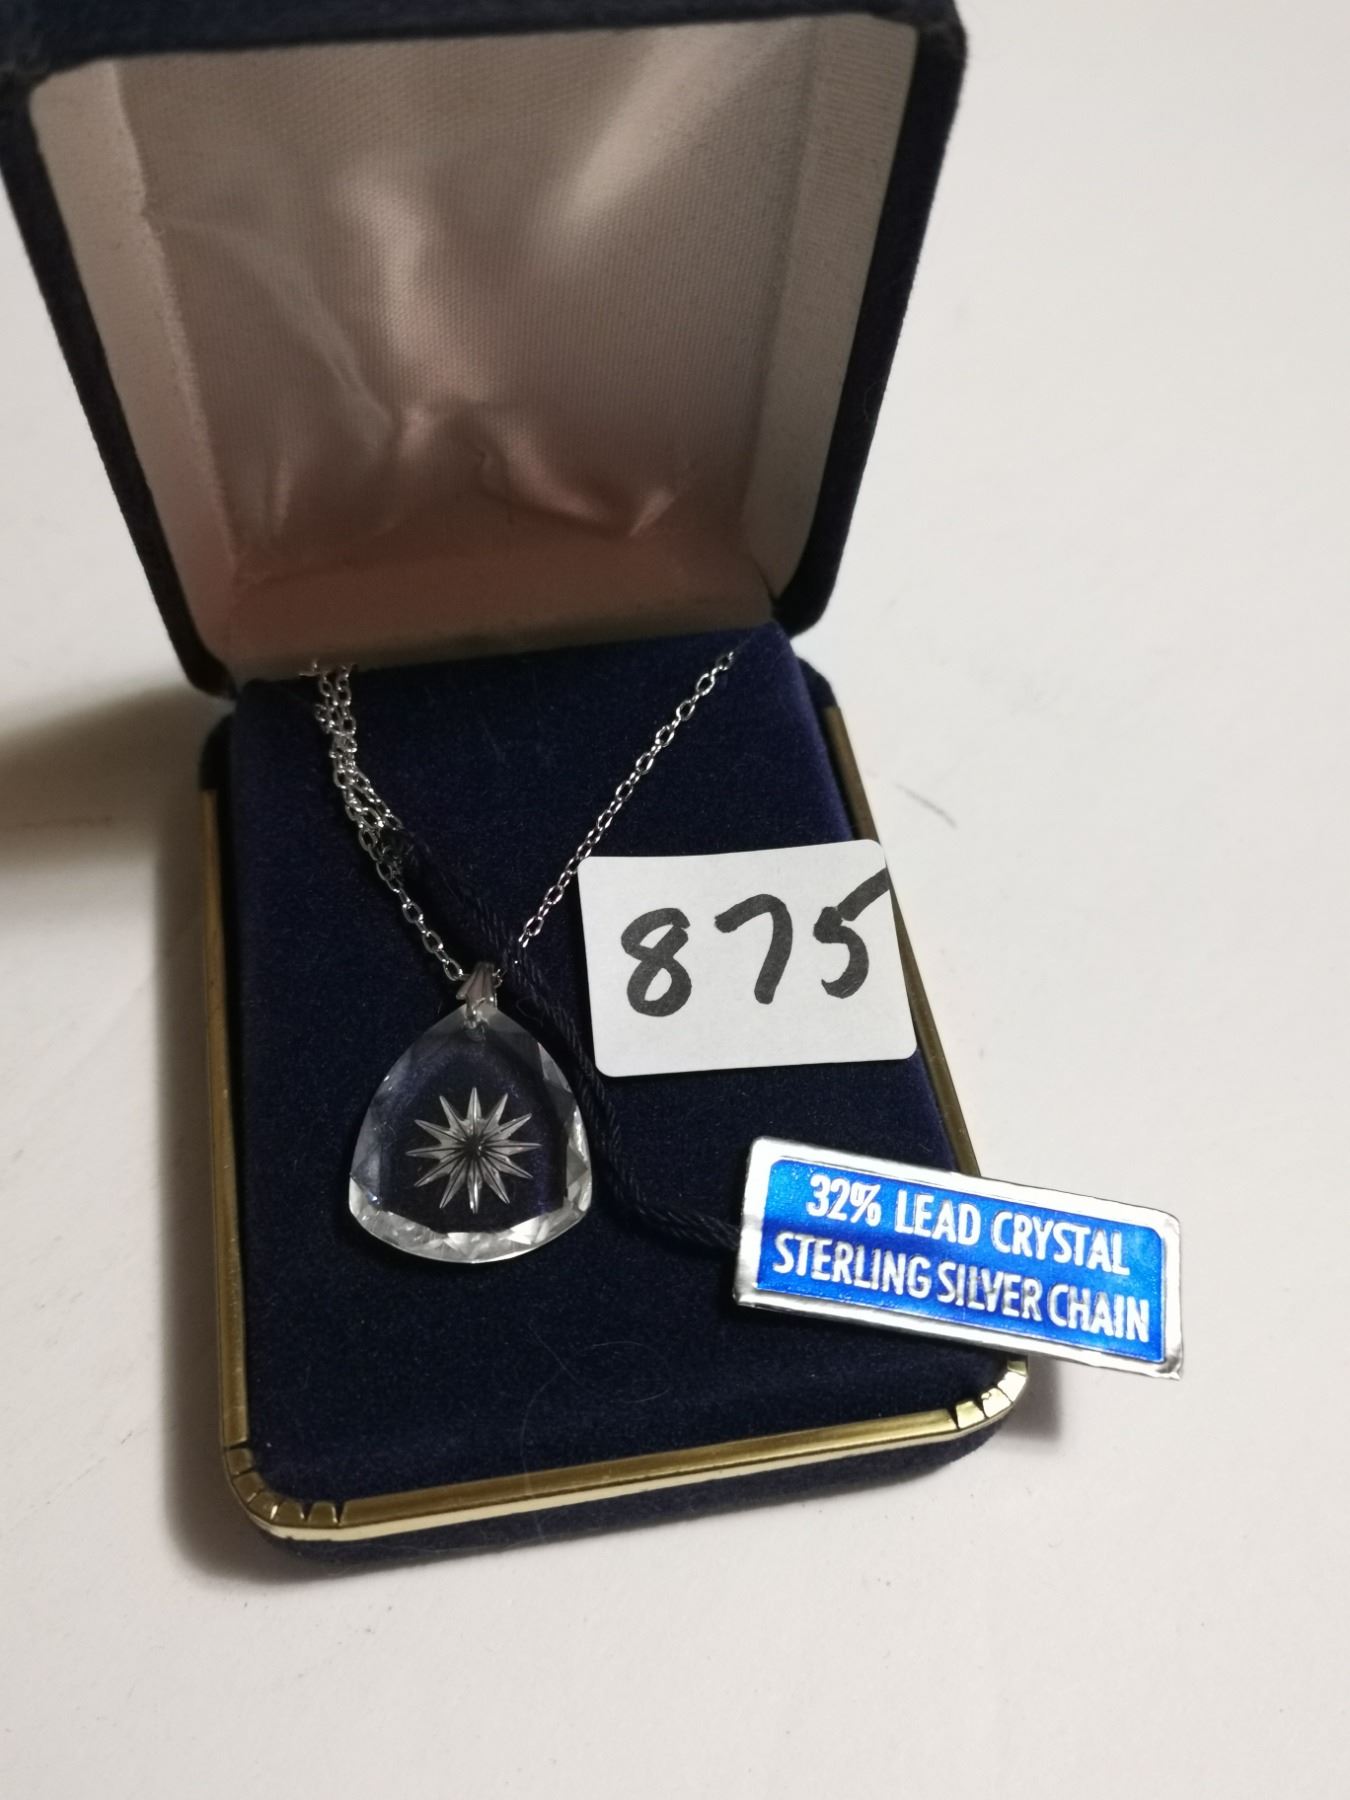 875
32% LEAD CRYSTAL
STERLING SILVER CHAIN